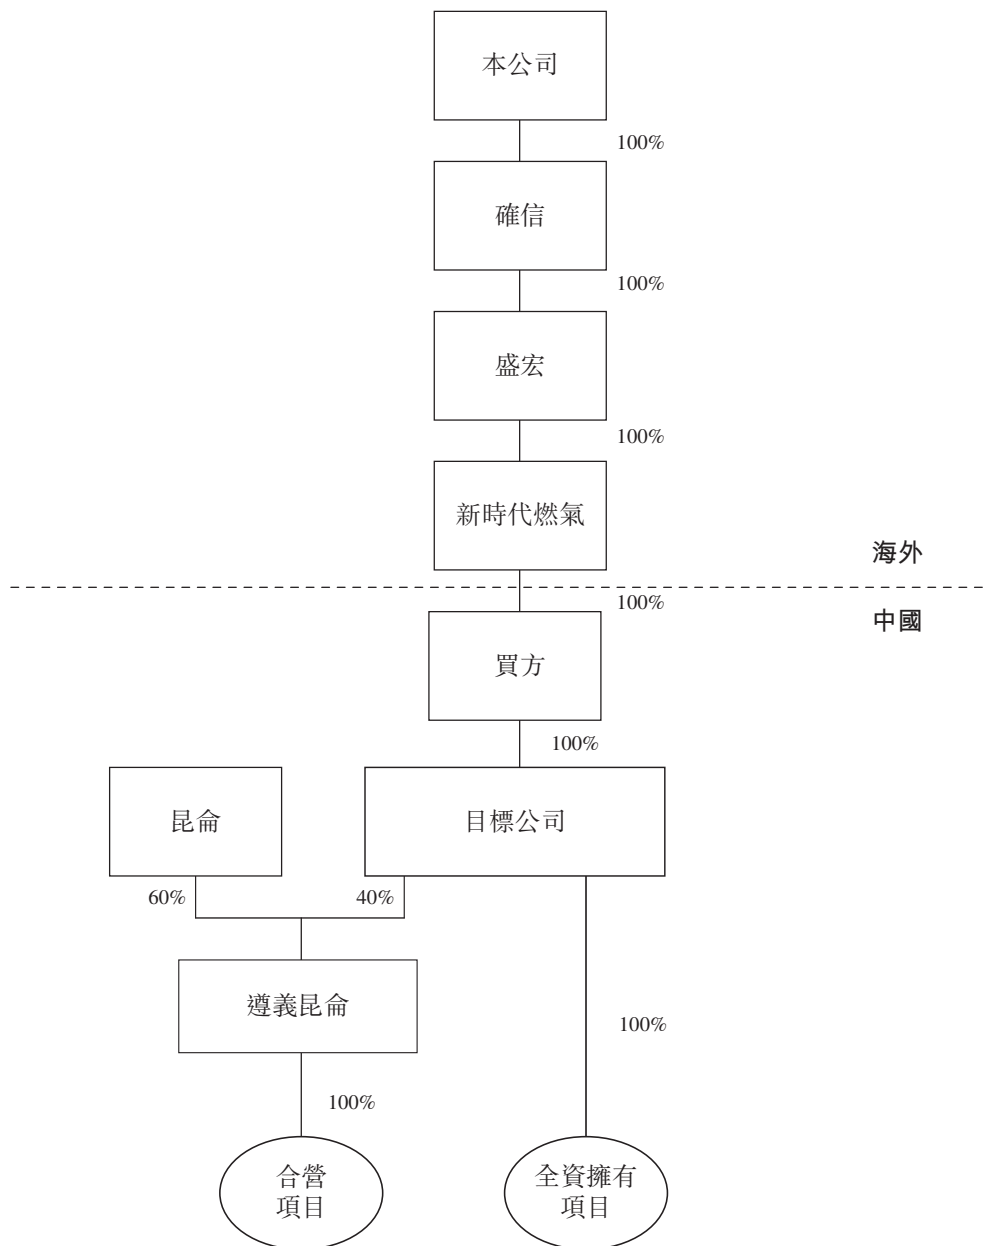 本公司
100%
確信
100%
盛宏
100%
新時代燃氣
海外
100%
中國
買方
100%
昆侖
目標公司
60%
40%
遵義昆侖
100%
100%
合營
項目
全資擁有
項目